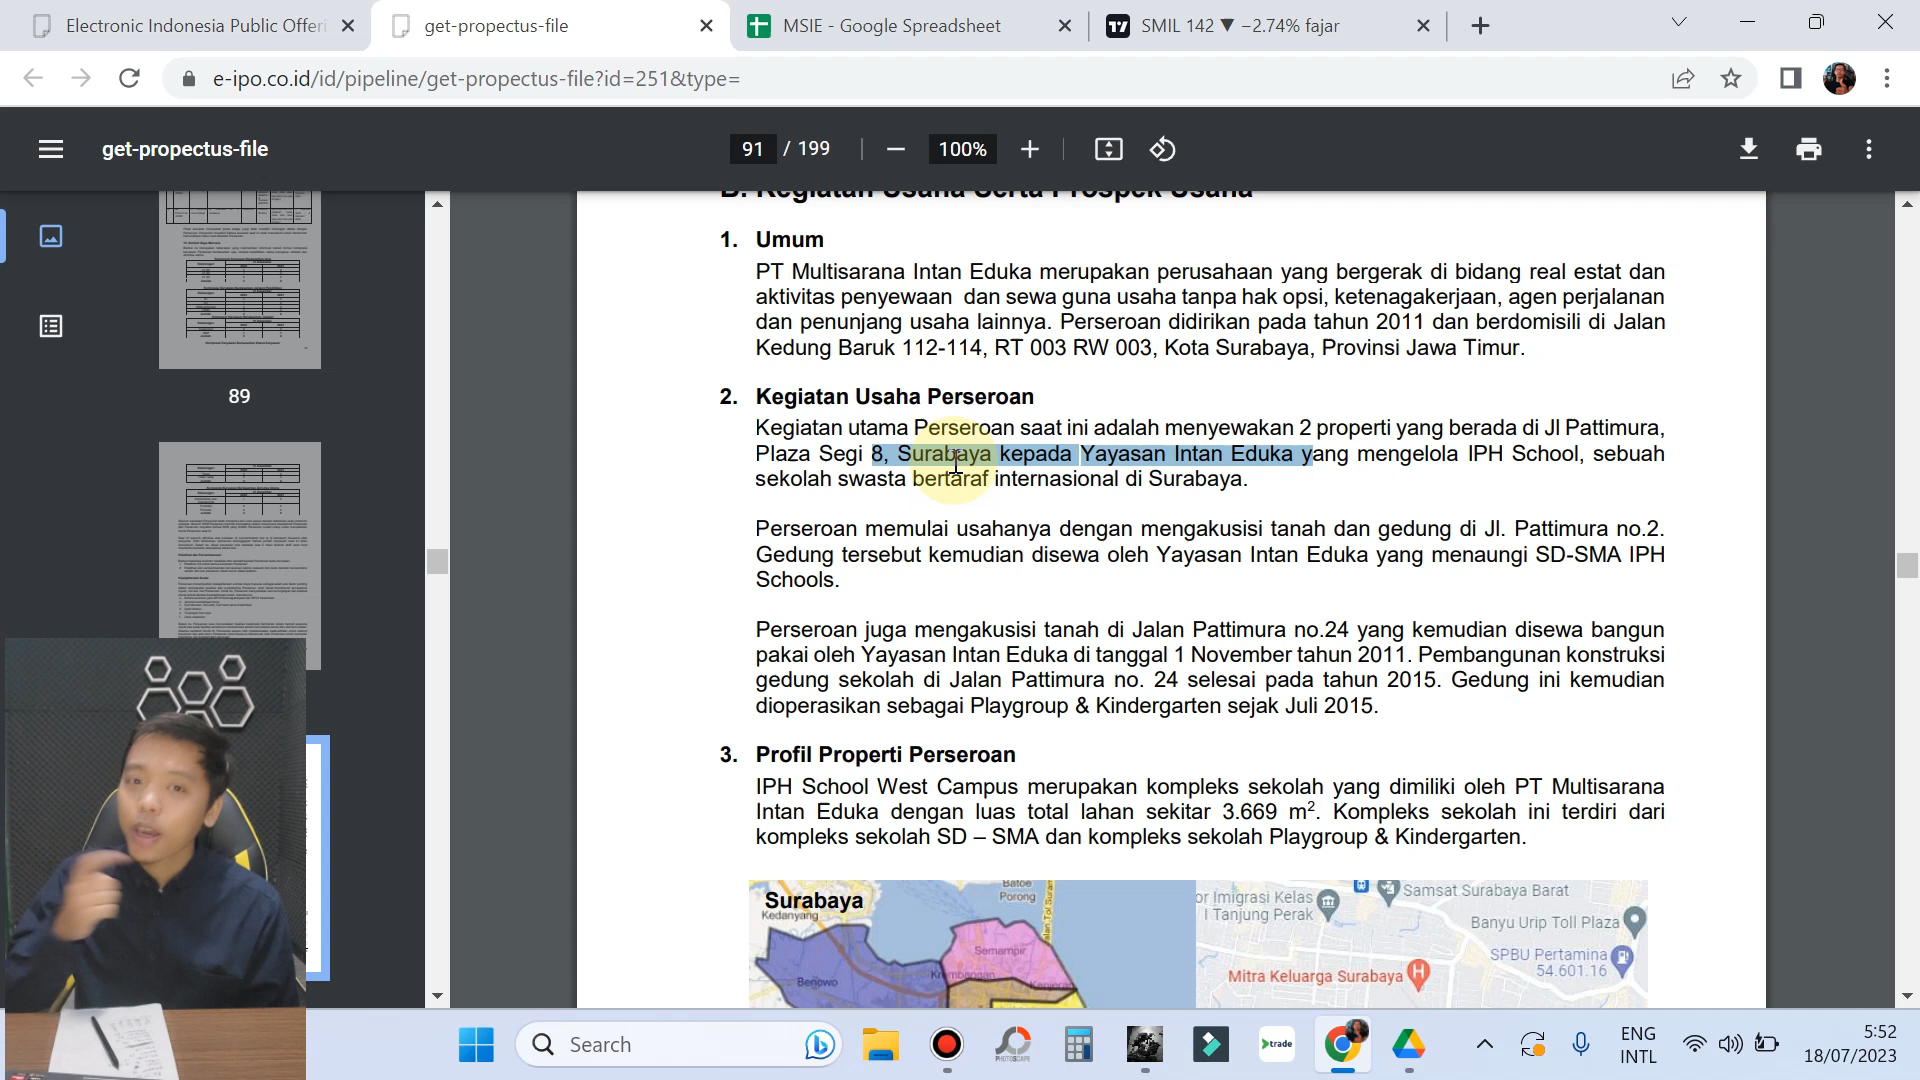 Electronic Indonesia Public Offeri
get-propectus-file
MSIE - Google Spreadsheet
SMIL 142 ▼ −2.74% fajar
e-ipo.co.id/id/pipeline/get-propectus-file?id=251&type=
get-propectus-file
91 / 199
100%
89
B. Kegiatan Usaha Serta Prospek Usaha
1. Umum
PT Multisarana Intan Eduka merupakan perusahaan yang bergerak di bidang real estat dan
aktivitas penyewaan dan sewa guna usaha tanpa hak opsi, ketenagakerjaan, agen perjalanan
dan penunjang usaha lainnya. Perseroan didirikan pada tahun 2011 dan berdomisili di Jalan
Kedung Baruk 112-114, RT 003 RW 003, Kota Surabaya, Provinsi Jawa Timur.
2. Kegiatan Usaha Perseroan
Kegiatan utama Perseroan saat ini adalah menyewakan 2 properti yang berada di Jl Pattimura,
Plaza Segi 8, Surabaya kepada Yayasan Intan Eduka yang mengelola IPH School, sebuah
sekolah swasta bertaraf internasional di Surabaya.
Perseroan memulai usahanya dengan mengakusisi tanah dan gedung di Jl. Pattimura no.2.
Gedung tersebut kemudian disewa oleh Yayasan Intan Eduka yang menaungi SD-SMA IPH
Schools.
Perseroan juga mengakusisi tanah di Jalan Pattimura no.24 yang kemudian disewa bangun
pakai oleh Yayasan Intan Eduka di tanggal 1 November tahun 2011. Pembangunan konstruksi
gedung sekolah di Jalan Pattimura no. 24 selesai pada tahun 2015. Gedung ini kemudian
dioperasikan sebagai Playgroup & Kindergarten sejak Juli 2015.
3. Profil Properti Perseroan
IPH School West Campus merupakan kompleks sekolah yang dimiliki oleh PT Multisarana
Intan Eduka dengan luas total lahan sekitar 3.669 m². Kompleks sekolah ini terdiri dari
kompleks sekolah SD – SMA dan kompleks sekolah Playgroup & Kindergarten.
Surabaya
Kedanyang
Batoe
Porong
Jalan Tol Suram
Semampir
Krembangan
Kenjeran
Benowo
or Imigrasi Kelas
I Tanjung Perak
Samsat Surabaya Barat
Banyu Urip Toll Plaza
SPBU Pertamina
54.601.16
Mitra Keluarga Surabaya
Search
PHOTOSCAPE
trade
ENG
INTL
5:52
18/07/2023